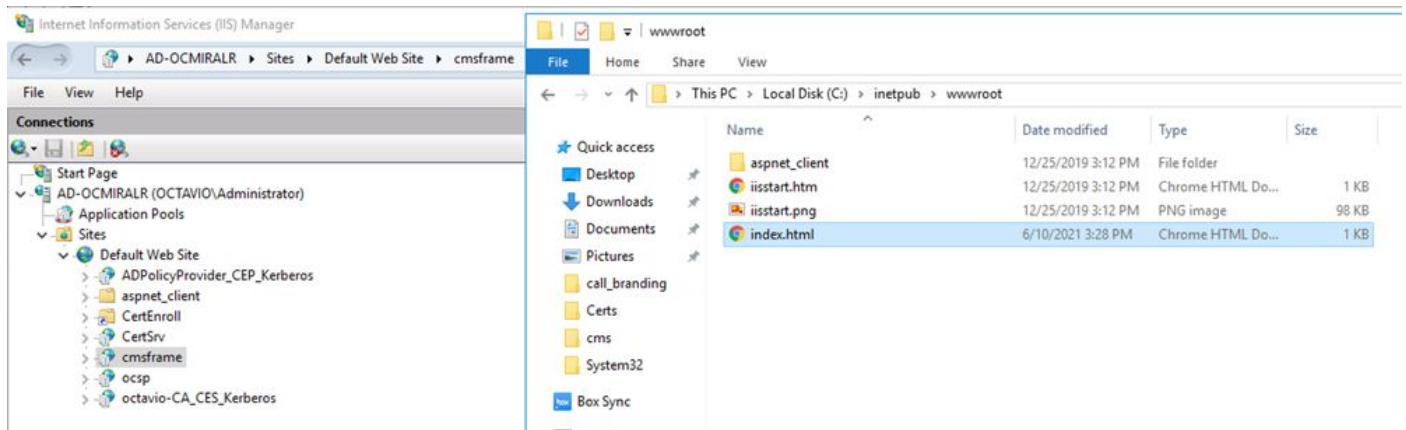 Internet Information Services (IIS) Manager
AD-OCMIRALR Sites Default Web Site cmsframe
File View Help
Connections
Start Page
AD-OCMIRALR (OCTAVIO\Administrator)
Application Pools
Sites
Default Web Site
ADPolicyProvider_CEP_Kerberos
aspnet_client
CertEnroll
CertSrv
cmsframe
ocsp
octavio-CA_CES_Kerberos
wwwroot
File Home Share View
This PC > Local Disk (C:) > inetpub > wwwroot
Quick access
Desktop
Downloads
Documents
Pictures
call_branding
Certs
cms
System32
box Box Sync
Name Date modified Type Size
aspnet_client 12/25/2019 3:12 PM File folder
iisstart.htm 12/25/2019 3:12 PM Chrome HTML Do... 1 KB
iisstart.png 12/25/2019 3:12 PM PNG image 98 KB
index.html 6/10/2021 3:28 PM Chrome HTML Do... 1 KB